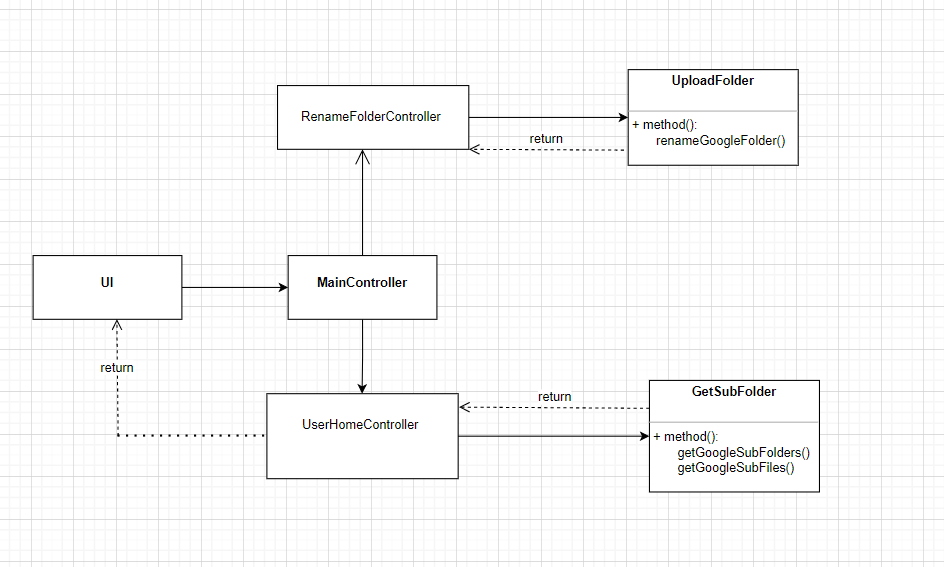 UploadFolder
RenameFolderController
+ method():
return
renameGoogleFolder()
UI
MainController
return
GetSubFolder
return
UserHomeController
+ method():
getGoogleSubFolders()
getGoogleSubFiles()